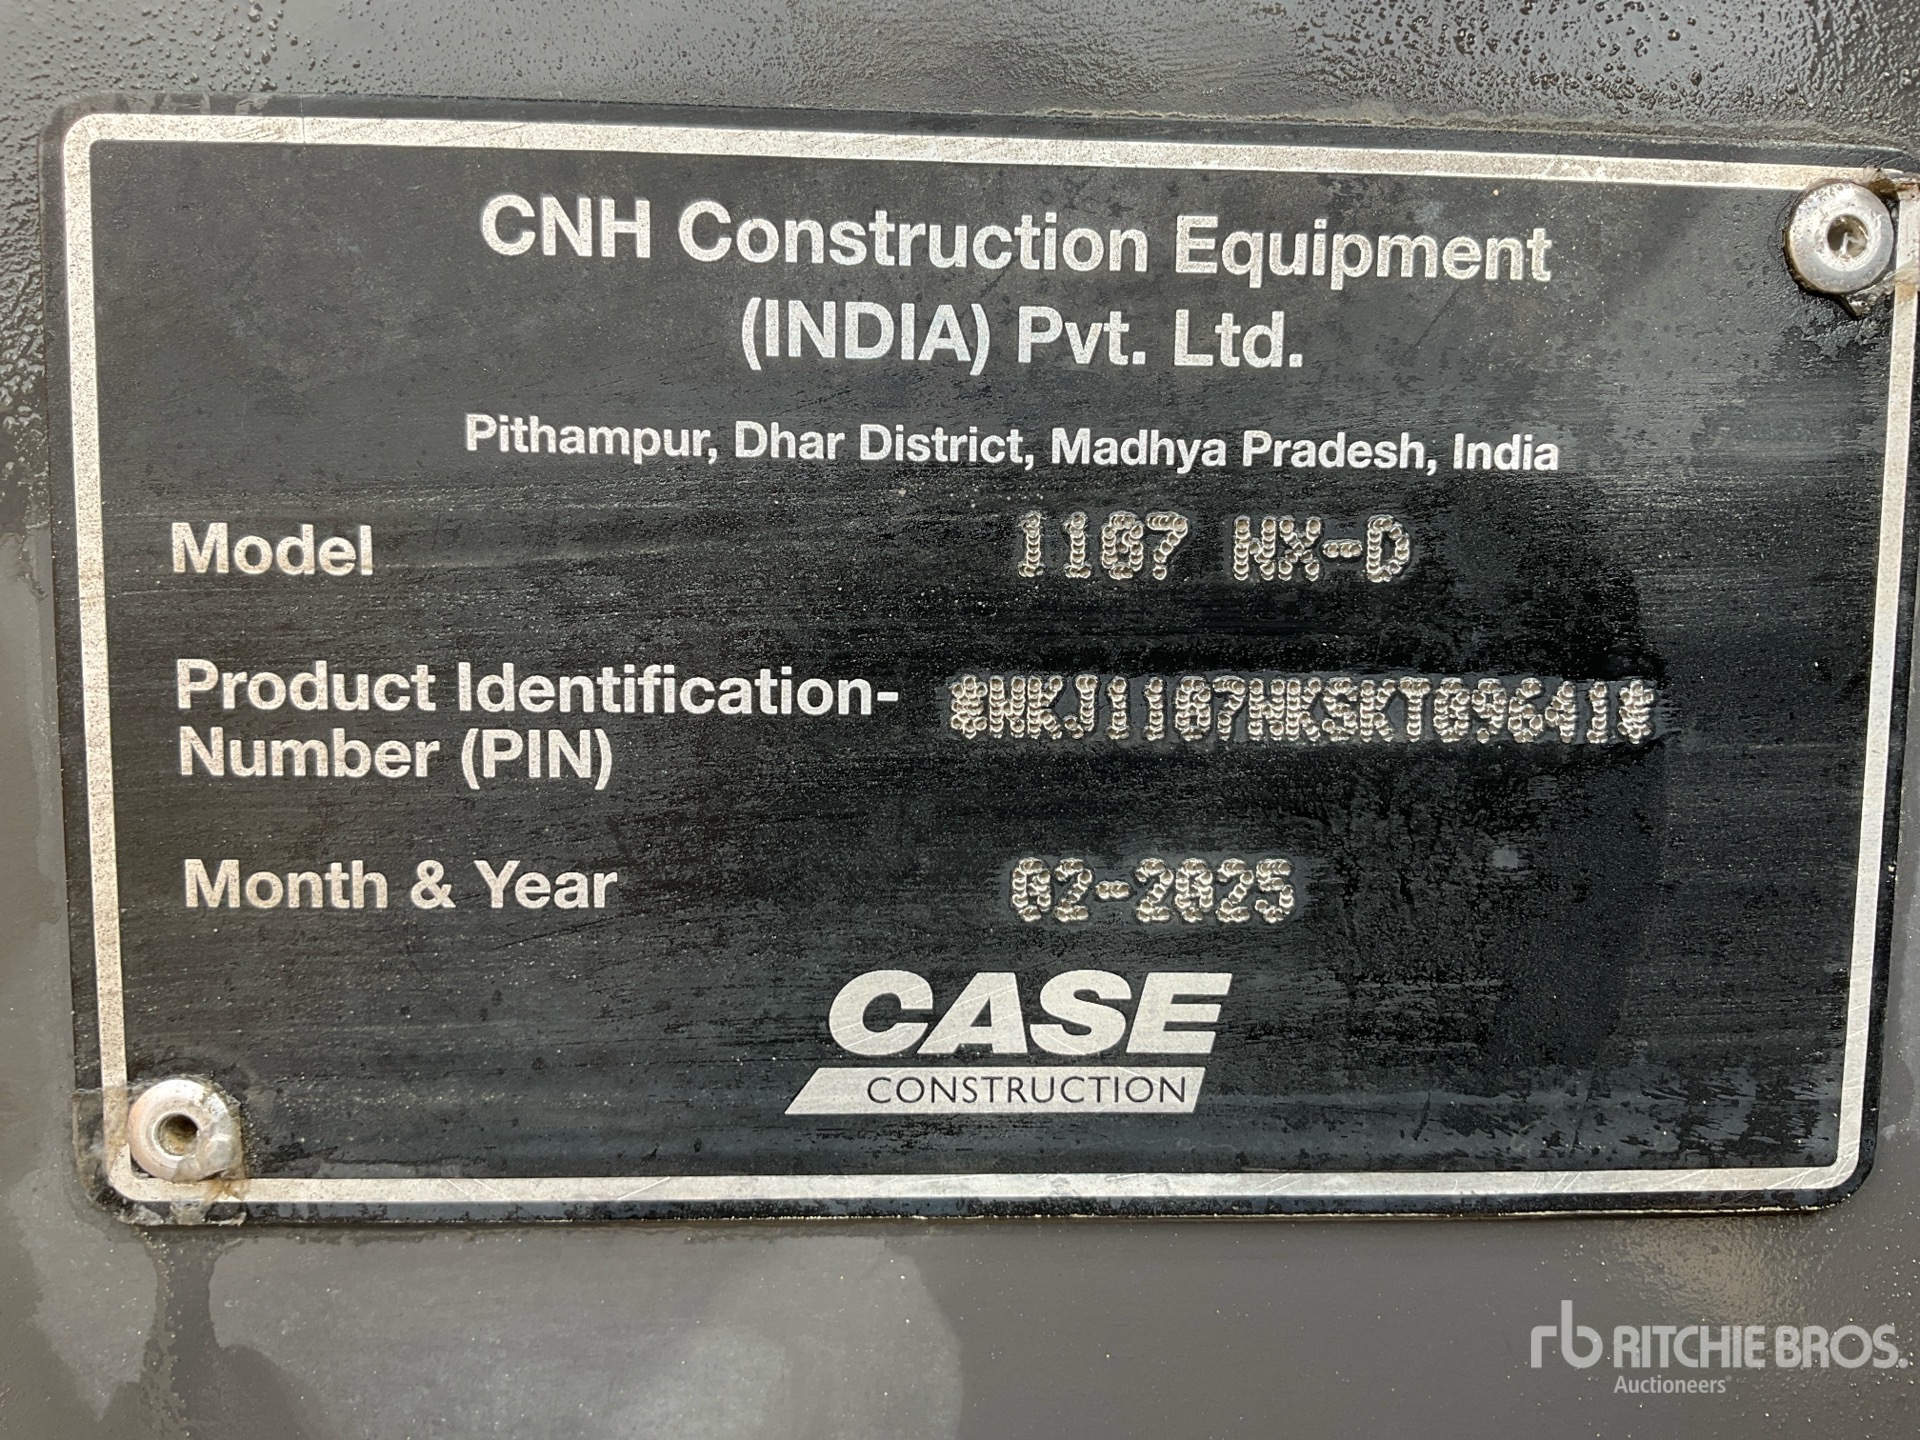 CNH Construction Equipment
(INDIA) Pvt. Ltd.
Pithampur, Dhar District, Madhya Pradesh, India
Model 1107 NX-D
Product Identification- *NKJ1107NKSKT09641*
Number (PIN)
Month & Year 02-2025
CASE
CONSTRUCTION
rb RITCHIE BROS.
Auctioneers